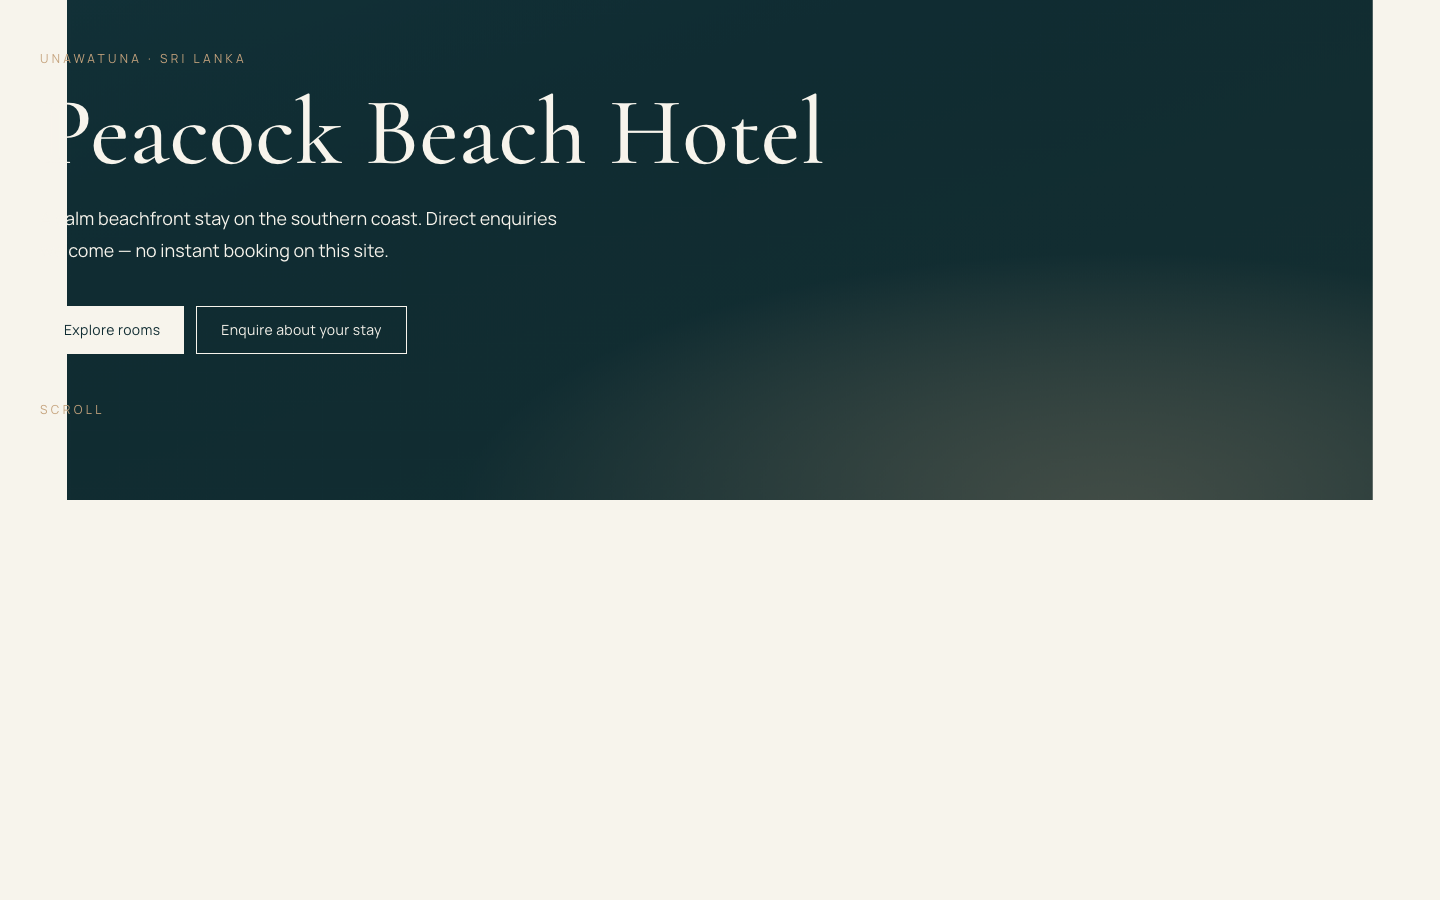 UNAWATUNA · SRI LANKA
Peacock Beach Hotel
alm beachfront stay on the southern coast. Direct enquiries
come — no instant booking on this site.
Explore rooms
Enquire about your stay
SCROLL